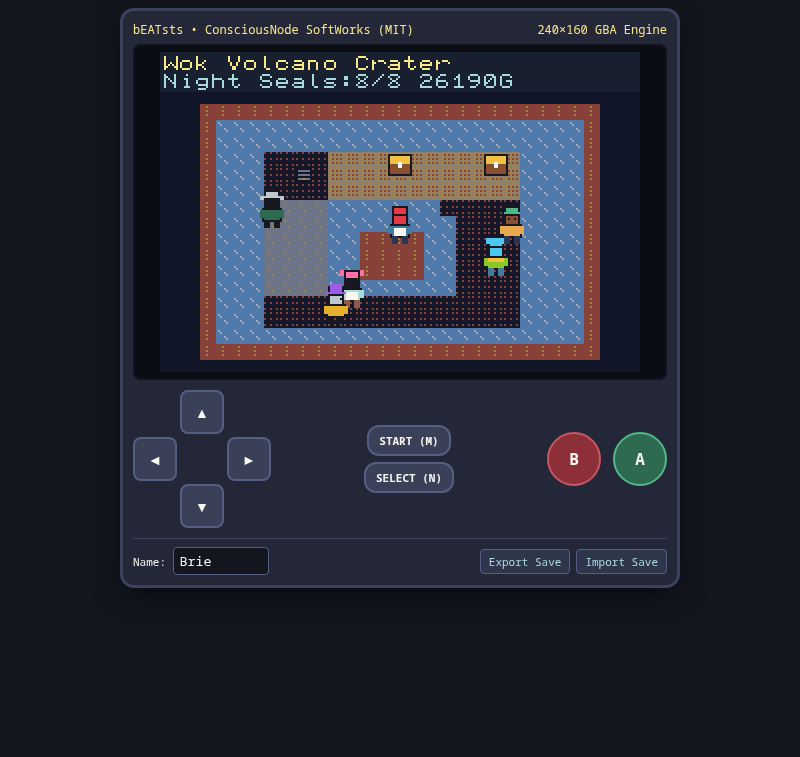 bEATsts • ConsciousNode SoftWorks (MIT)
240×160 GBA Engine
Wok Volcano Crater
Night Seals:8/8 26190G
▲
◄
►
▼
START (M)
SELECT (N)
B
A
Name: Brie
Export Save
Import Save